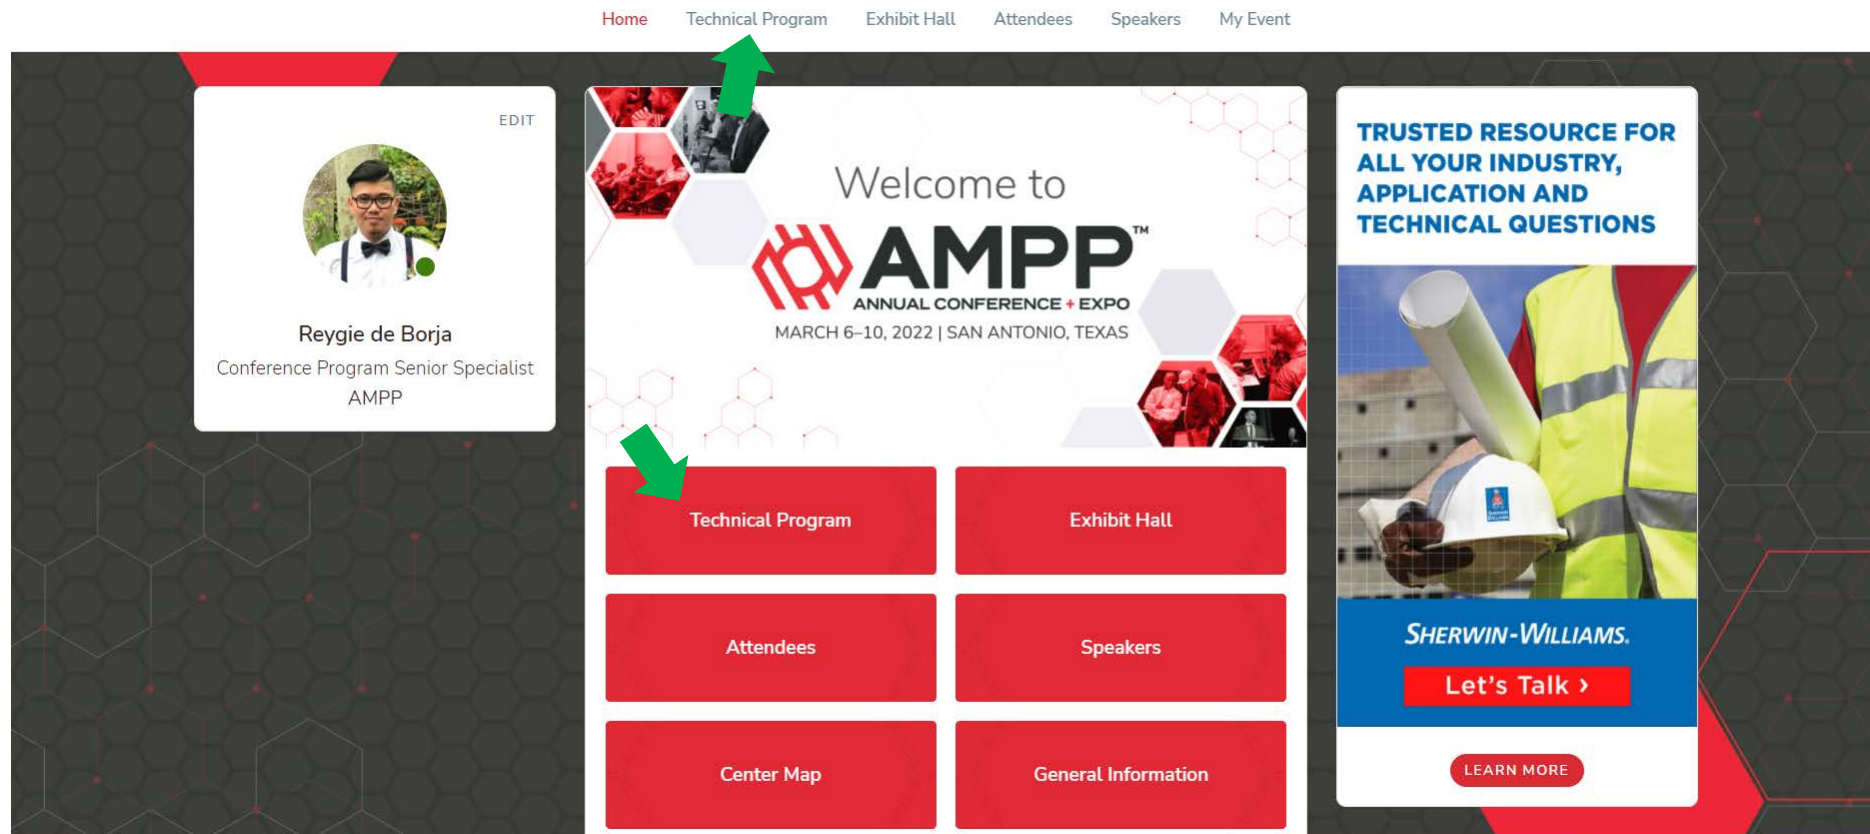 Home Technical Program Exhibit Hall Attendees Speakers My Event
EDIT
Reygie de Borja
Conference Program Senior Specialist
AMPP
Welcome to
AMPP™
ANNUAL CONFERENCE + EXPO
MARCH 6–10, 2022 | SAN ANTONIO, TEXAS
Technical Program
Exhibit Hall
Attendees
Speakers
Center Map
General Information
TRUSTED RESOURCE FOR
ALL YOUR INDUSTRY,
APPLICATION AND
TECHNICAL QUESTIONS
SHERWIN-WILLIAMS.
Let's Talk ›
LEARN MORE